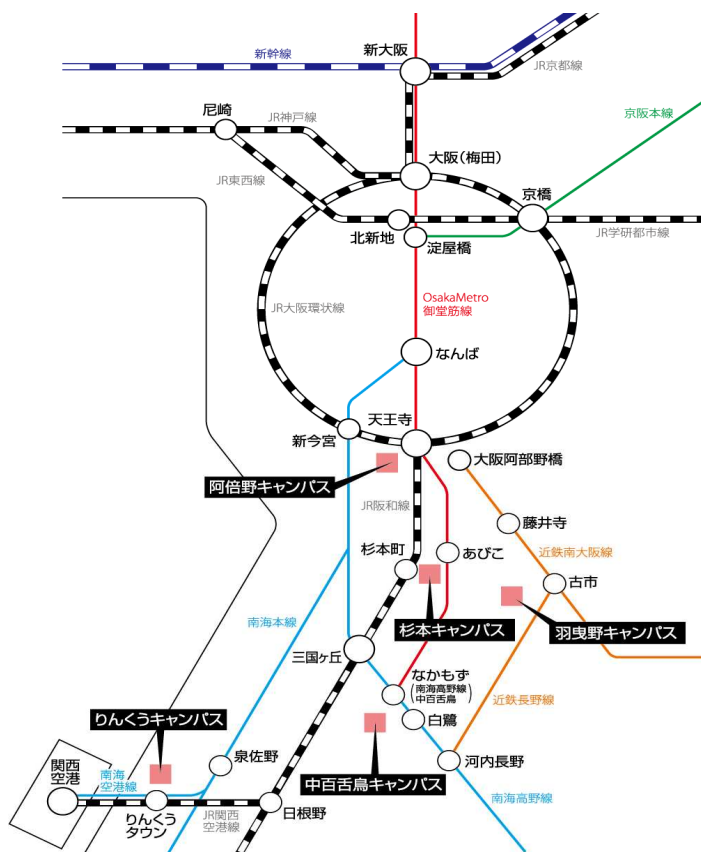 新大阪
新幹線
JR京都線
尼崎
JR神戸線
京阪本線
大阪(梅田)
JR東西線
京橋
北新地
淀屋橋
JR学研都市線
JR大阪環状線
OsakaMetro
御堂筋線
なんば
天王寺
新今宮
大阪阿部野橋
阿倍野キャンパス
JR阪和線
藤井寺
杉本町
あびこ
近鉄南大阪線
古市
南海本線
杉本キャンパス
羽曳野キャンパス
三国ヶ丘
なかもず
(南海高野線
中百舌鳥)
近鉄長野線
りんくうキャンパス
白鷺
関西
空港
南海
空港線
泉佐野
中百舌鳥キャンパス
河内長野
りんくう
タウン
JR関西
空港線
日根野
南海高野線